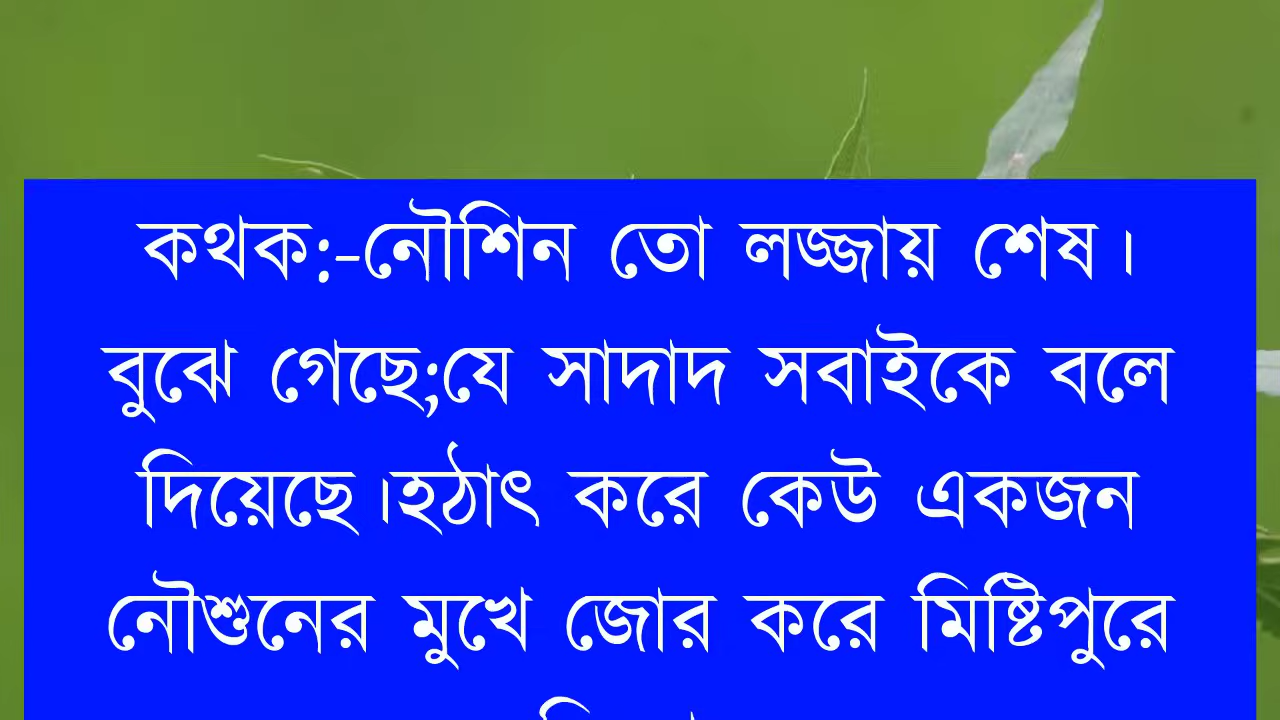 কথক:-নৌশিন তো লজ্জায় শেষ।
বুঝে গেছে;যে সাদাদ সবাইকে বলে
দিয়েছে।হঠাৎ করে কেউ একজন
নৌশুনের মুখে জোর করে মিষ্টিপুরে